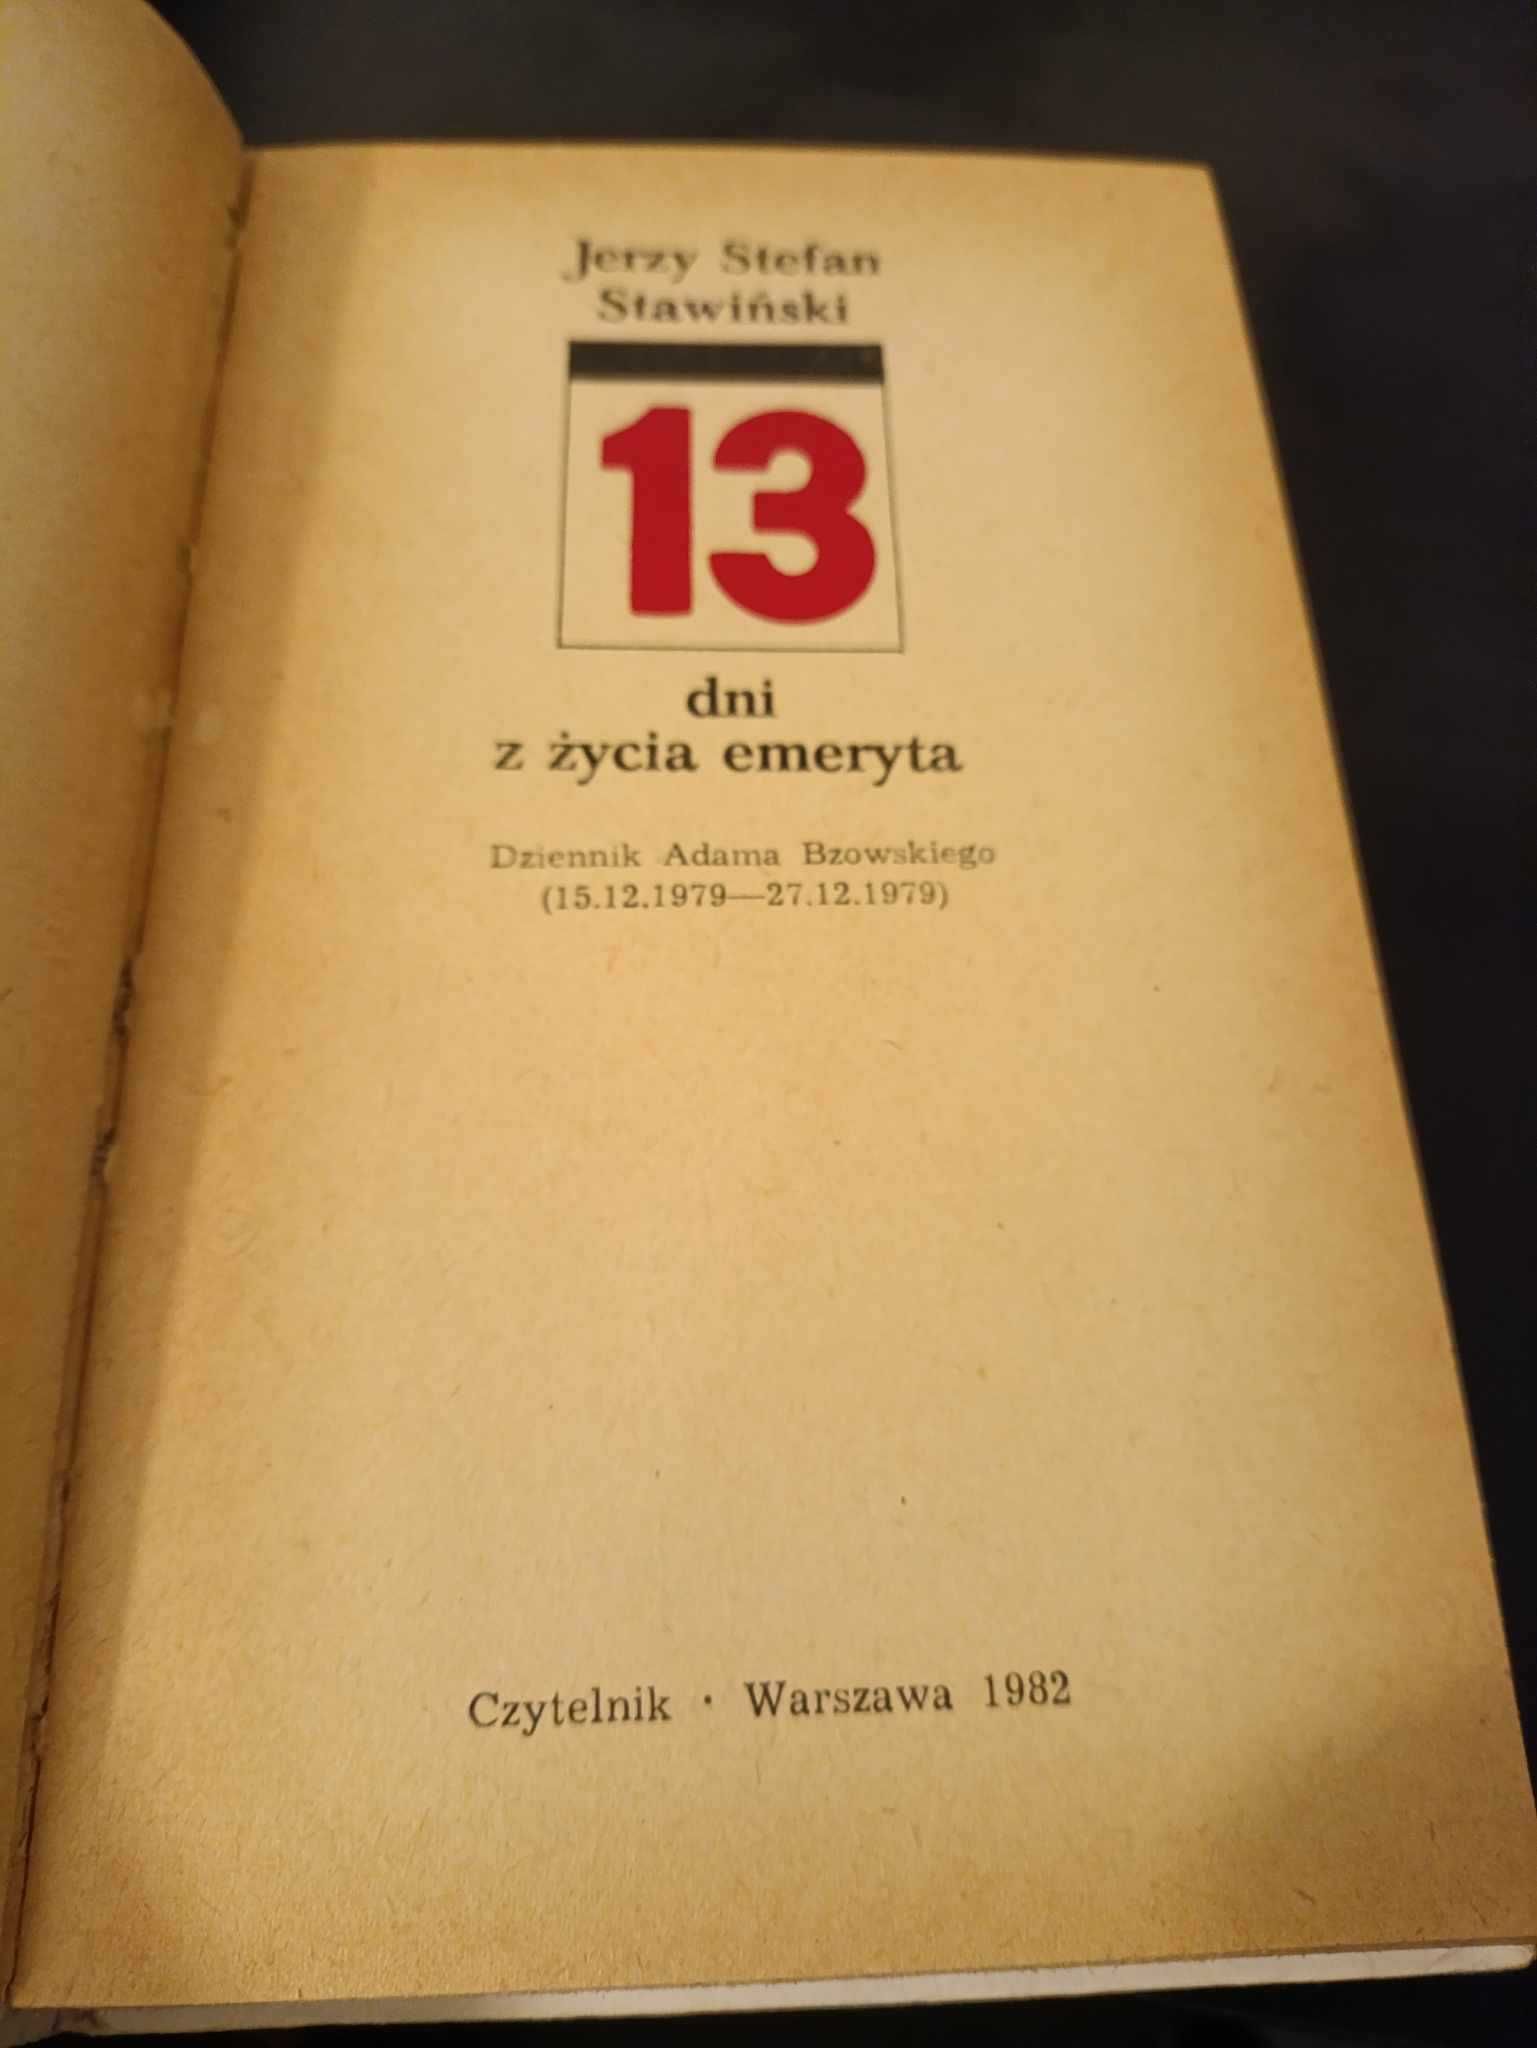 Jerzy Stefan
Stawiński
13
dni
z życia emeryta
Dziennik Adama Bzowskiego
(15.12.1979—27.12.1979)
Czytelnik · Warszawa 1982